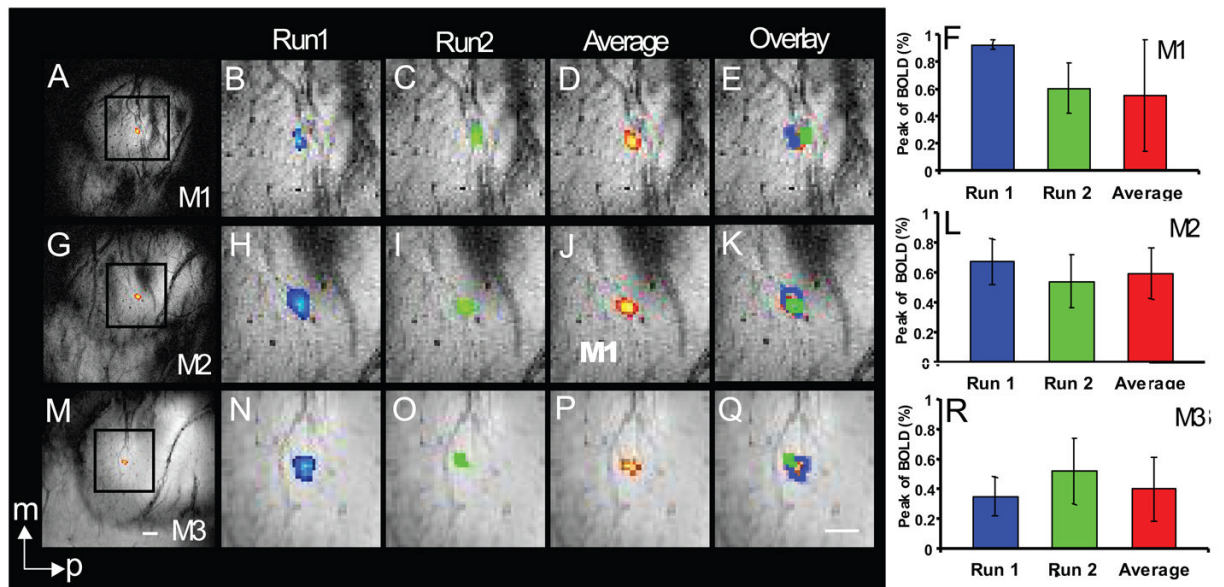 Run1 Run2 Average Overlay
A B C D E
M1
G H I J K
M2
M1
M N O P Q
M3
m
p
F M1
Peak of BOLD (%)
1
0.8
0.6
0.4
0.2
0
Run 1 Run 2 Average
L M2
Peak of BOLD (%)
1
0.8
0.6
0.4
0.2
0
Run 1 Run 2 Average
R M3
Peak of BOLD (%)
1
0.8
0.6
0.4
0.2
0
Run 1 Run 2 Average